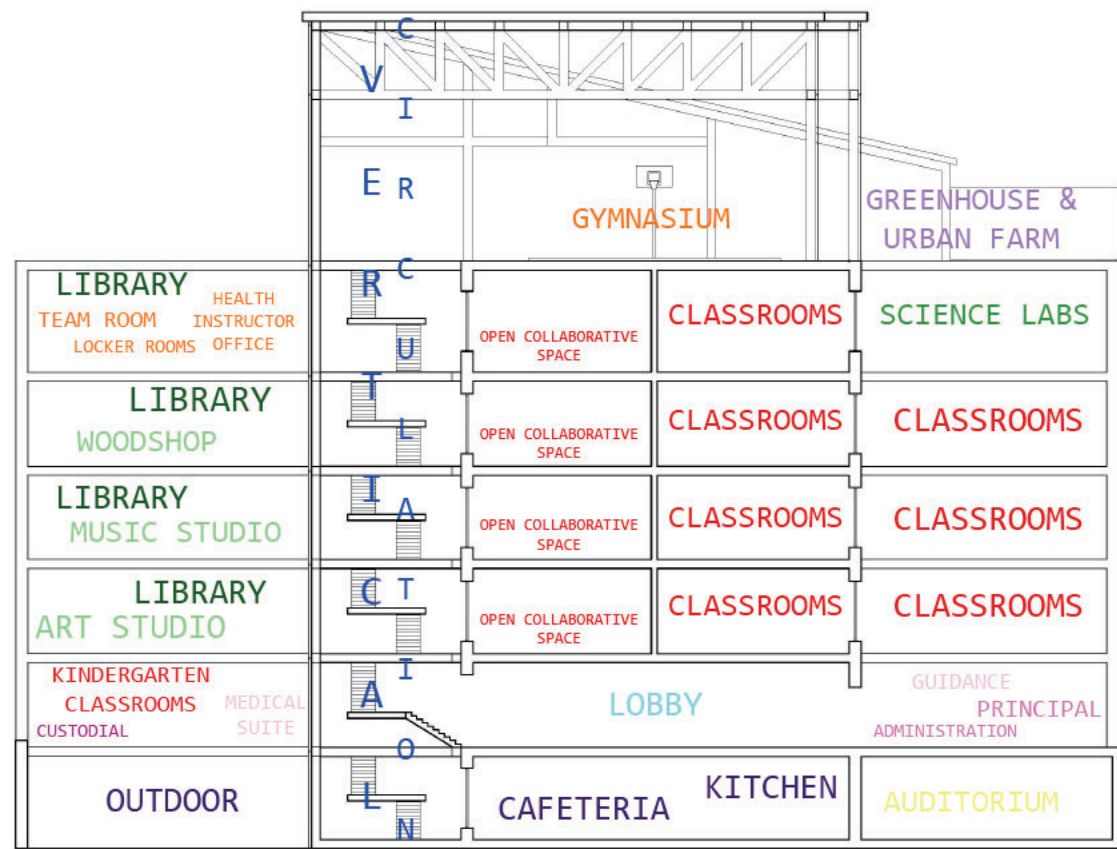 VERTICAL
CIRCULATION
GYMNASIUM
GREENHOUSE &
URBAN FARM
LIBRARY
TEAM ROOM
HEALTH
INSTRUCTOR
OFFICE
LOCKER ROOMS
OPEN COLLABORATIVE
SPACE
CLASSROOMS
SCIENCE LABS
LIBRARY
WOODSHOP
OPEN COLLABORATIVE
SPACE
CLASSROOMS
CLASSROOMS
LIBRARY
MUSIC STUDIO
OPEN COLLABORATIVE
SPACE
CLASSROOMS
CLASSROOMS
LIBRARY
ART STUDIO
OPEN COLLABORATIVE
SPACE
CLASSROOMS
CLASSROOMS
KINDERGARTEN
CLASSROOMS
CUSTODIAL
MEDICAL
SUITE
LOBBY
GUIDANCE
PRINCIPAL
ADMINISTRATION
OUTDOOR
CAFETERIA
KITCHEN
AUDITORIUM